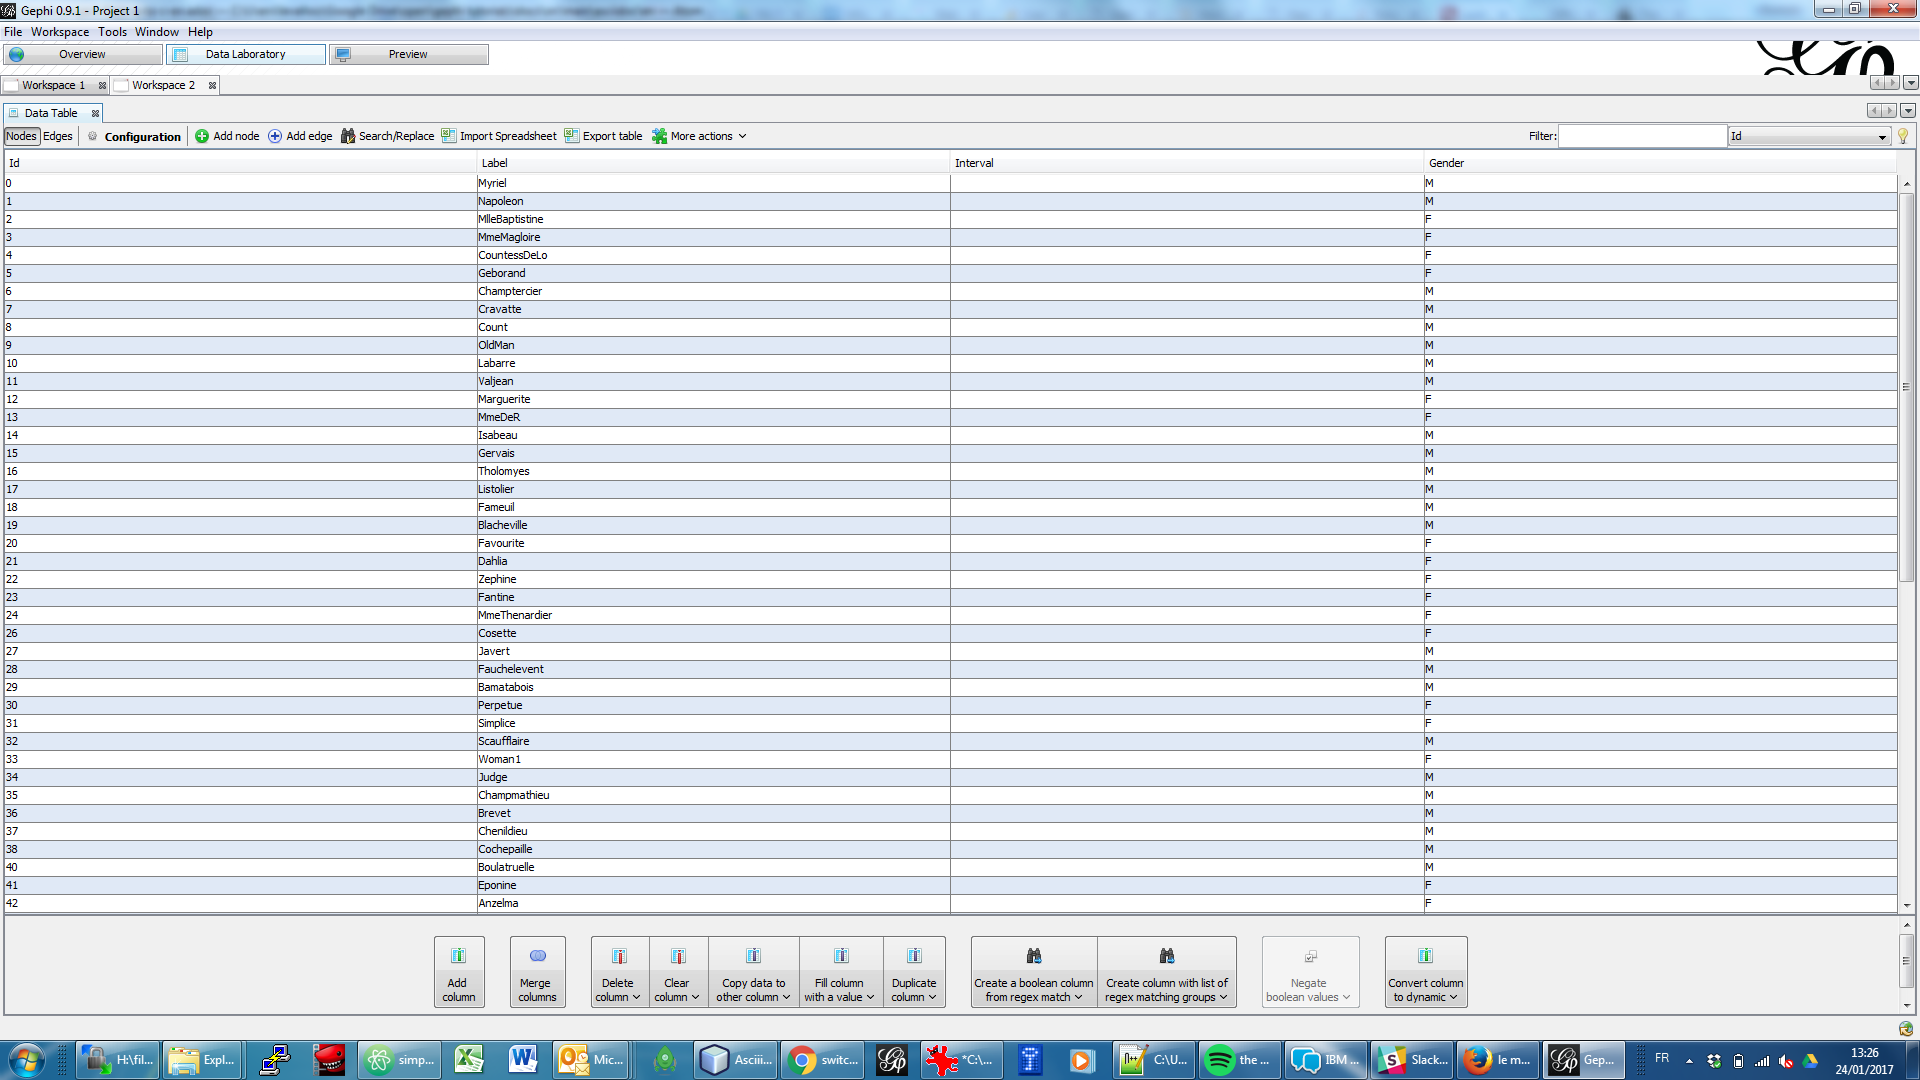 Gephi 0.9.1 - Project 1
File Workspace Tools Window Help
Overview Data Laboratory Preview
Workspace 1 Workspace 2
Data Table
Nodes Edges Configuration Add node Add edge Search/Replace Import Spreadsheet Export table More actions Filter: Id
Id Label Interval Gender
0 Myriel M
1 Napoleon M
2 MlleBaptistine F
3 MmeMagloire F
4 CountessDeLo F
5 Geborand F
6 Champtercier M
7 Cravatte M
8 Count M
9 OldMan M
10 Labarre M
11 Valjean M
12 Marguerite F
13 MmeDeR F
14 Isabeau M
15 Gervais M
16 Tholomyes M
17 Listolier M
18 Fameuil M
19 Blacheville M
20 Favourite F
21 Dahlia F
22 Zephine F
23 Fantine F
24 MmeThenardier F
26 Cosette F
27 Javert M
28 Fauchelevent M
29 Bamatabois M
30 Perpetue F
31 Simplice F
32 Scaufflaire M
33 Woman1 F
34 Judge M
35 Champmathieu M
36 Brevet M
37 Chenildieu M
38 Cochepaille M
40 Boulatruelle M
41 Eponine F
42 Anzelma F
Add column
Merge columns
Delete column
Clear column
Copy data to other column
Fill column with a value
Duplicate column
Create a boolean column from regex match
Create column with list of regex matching groups
Negate boolean values
Convert column to dynamic
H:\fil... Expl... simp... Mic... Asciii... switc... *C:\... C:\U... the ... IBM ... Slack... le m... Gep... FR 13:26
24/01/2017